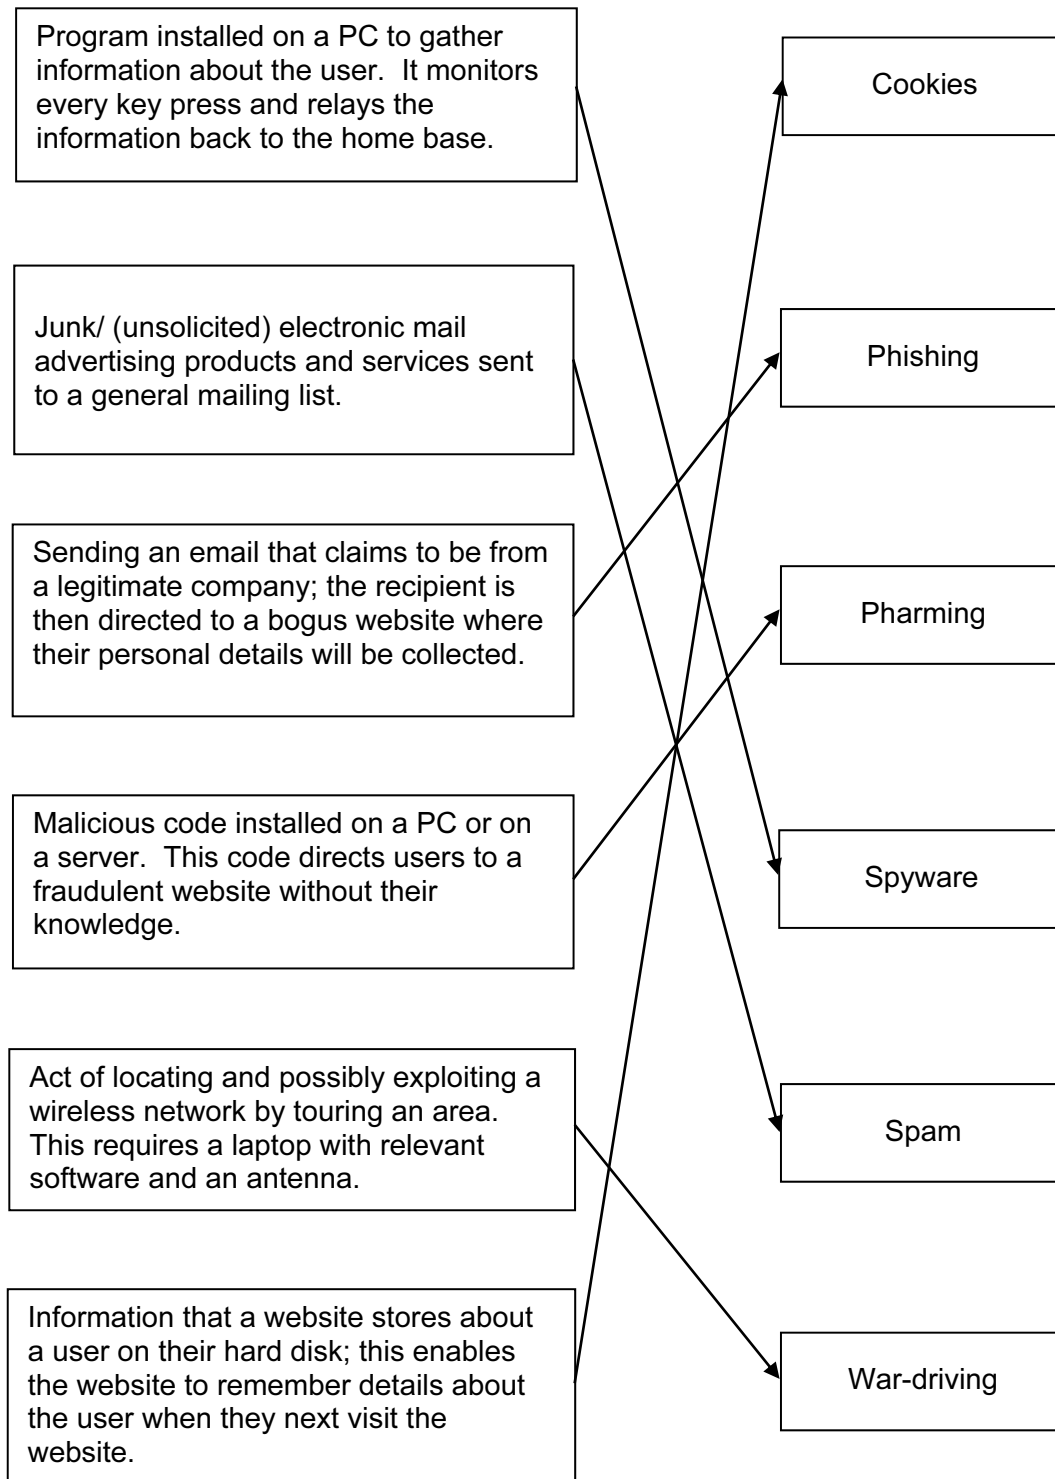 Program installed on a PC to gather
information about the user.  It monitors
every key press and relays the
information back to the home base.
Cookies
Junk/ (unsolicited) electronic mail
advertising products and services sent
to a general mailing list.
Phishing
Sending an email that claims to be from
a legitimate company; the recipient is
then directed to a bogus website where
their personal details will be collected.
Pharming
Malicious code installed on a PC or on
a server.  This code directs users to a
fraudulent website without their
knowledge.
Spyware
Act of locating and possibly exploiting a
wireless network by touring an area.
This requires a laptop with relevant
software and an antenna.
Spam
Information that a website stores about
a user on their hard disk; this enables
the website to remember details about
the user when they next visit the
website.
War-driving